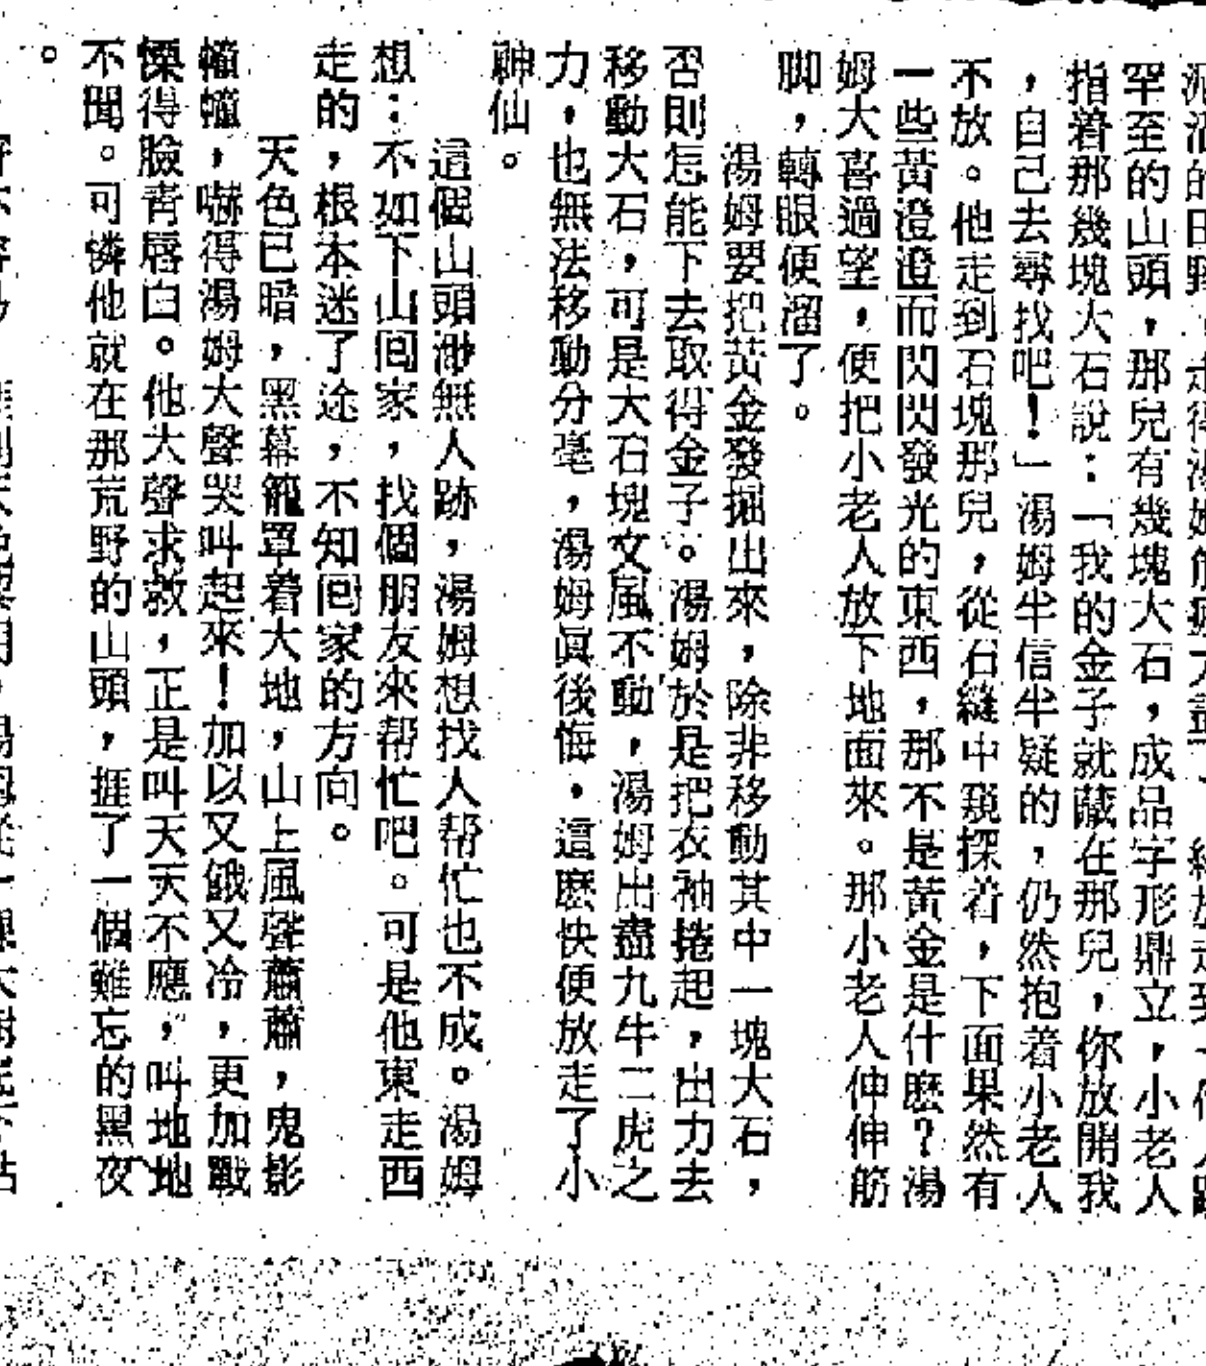 罕至的山頭，那兒有幾塊大石，成品字形鼎立，小老人
指着那幾塊大石說：「我的金子就藏在那兒，你放開我
，自己去尋找吧！」湯姆半信半疑的，仍然抱着小老人
不放。他走到石塊那兒，從石縫中窺探着，下面果然有
一些黃澄澄而閃閃發光的東西，那不是黃金是什麽？湯
姆大喜過望，便把小老人放下地面來。那小老人伸伸筋
脚，轉眼便溜了。
湯姆要把黃金發掘出來，除非移動其中一塊大石，
否則怎能下去取得金子。湯姆於是把衣袖捲起，出力去
移動大石，可是大石塊文風不動，湯姆出盡九牛二虎之
力，也無法移動分毫，湯姆眞後悔，這麽快便放走了小
神仙。
這個山頭渺無人跡，湯姆想找人帮忙也不成。湯姆
想：不如下山回家，找個朋友來帮忙吧。可是他東走西
走的，根本迷了途，不知回家的方向。
天色已暗，黑幕籠罩着大地，山上風聲蕭蕭，鬼影
幢幢，嚇得湯姆大聲哭叫起來！加以又餓又冷，更加戰
慄得臉青唇白。他大聲求救，正是叫天天不應，叫地地
不聞。可憐他就在那荒野的山頭，捱了一個難忘的黑夜
。